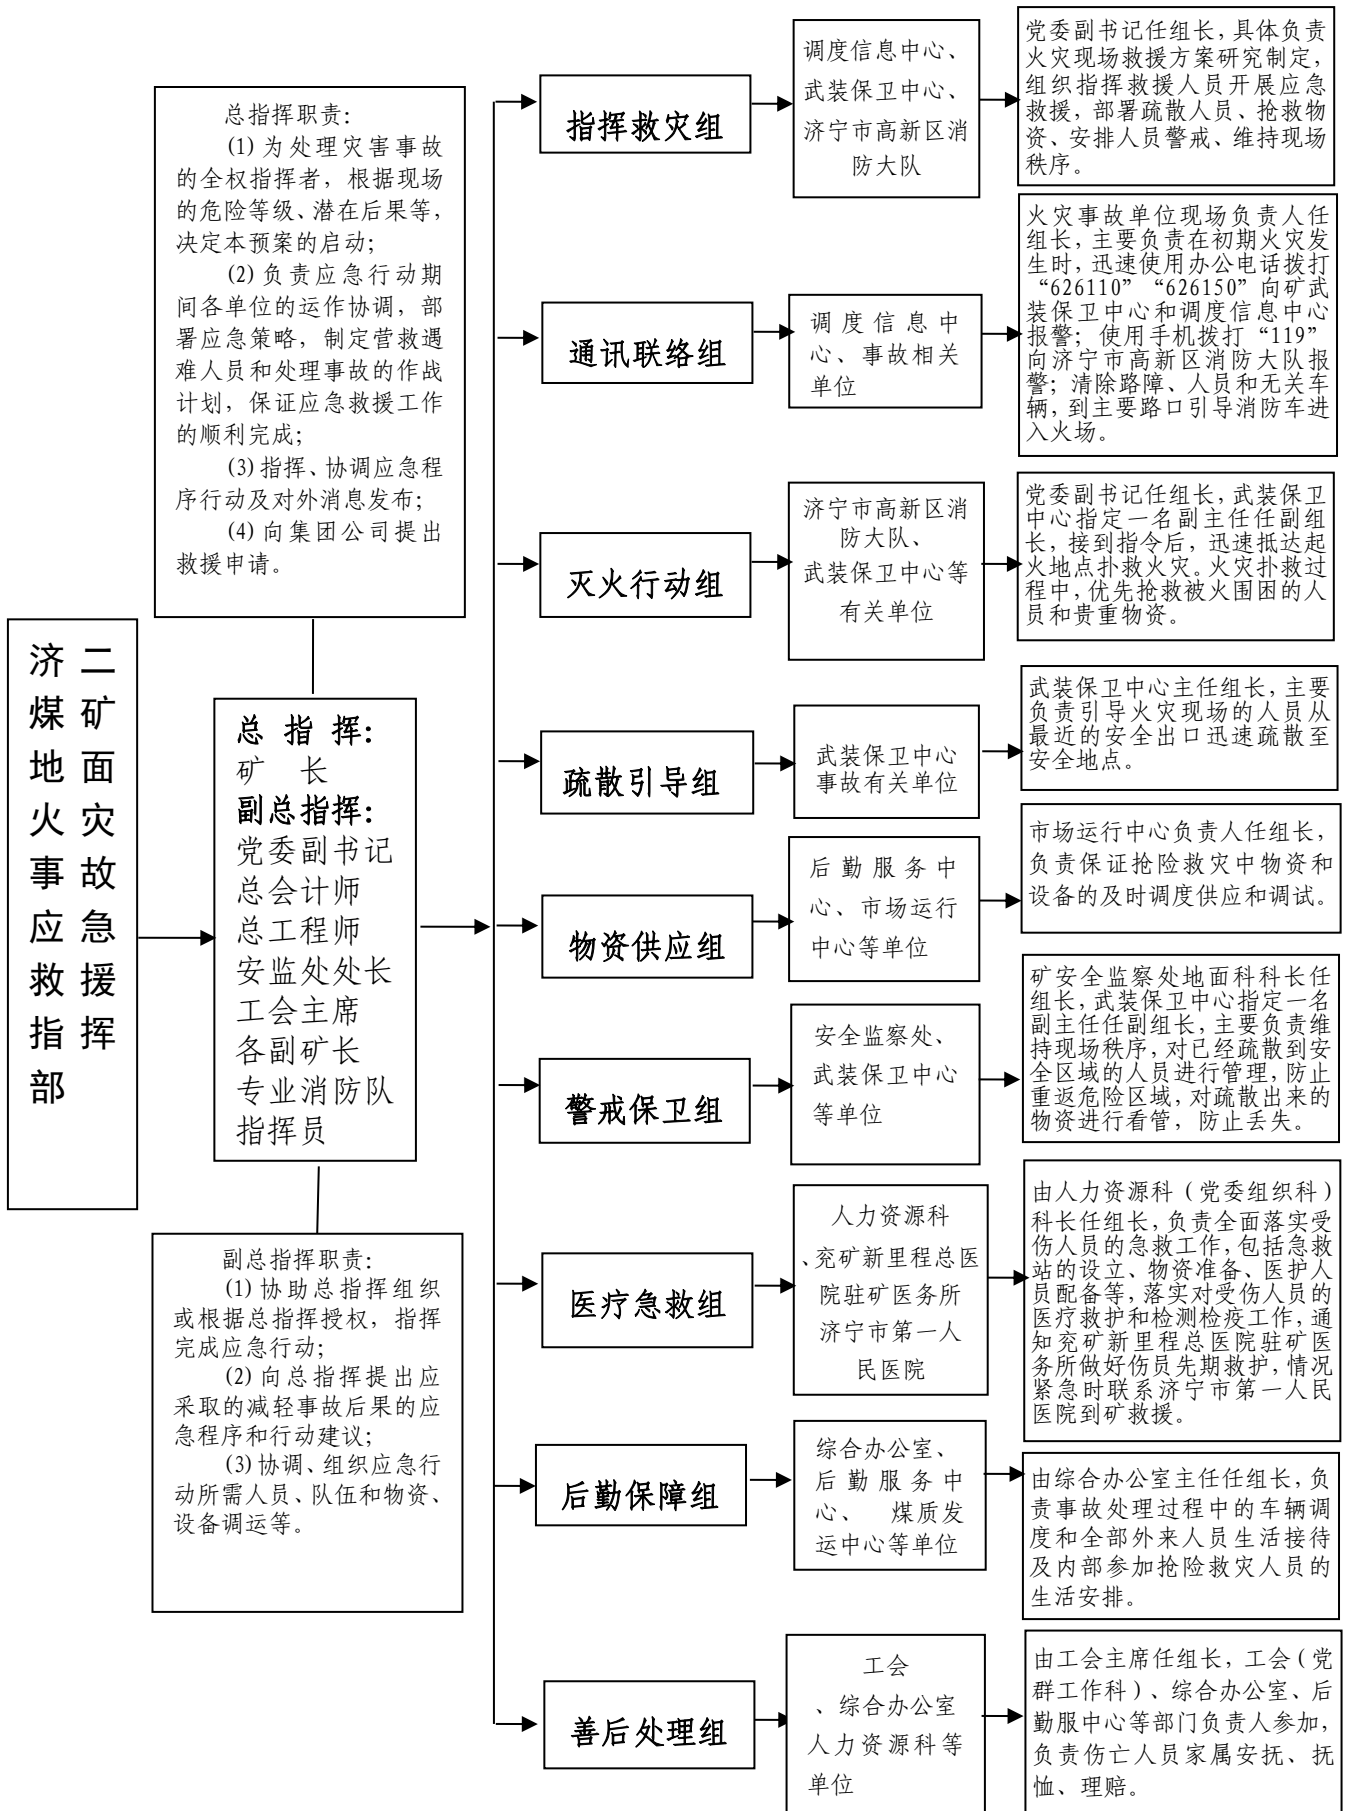 济 二
煤 矿
地 面
火 灾
事 故
应 急
救 援
指 挥
部
总指挥职责：
(1)为处理灾害事故
的全权指挥者，根据现场
的危险等级、潜在后果等，
决定本预案的启动；
(2)负责应急行动期
间各单位的运作协调，部
署应急策略，制定营救遇
难人员和处理事故的作战
计划，保证应急救援工作
的顺利完成；
(3)指挥、协调应急程
序行动及对外消息发布；
(4)向集团公司提出
救援申请。
总 指 挥：
矿 长
副总指挥：
党委副书记
总会计师
总工程师
安监处处长
工会主席
各副矿长
专业消防队
指挥员
副总指挥职责：
(1)协助总指挥组织
或根据总指挥授权，指挥
完成应急行动；
(2)向总指挥提出应
采取的减轻事故后果的应
急程序和行动建议；
(3)协调、组织应急行
动所需人员、队伍和物资、
设备调运等。
指挥救灾组
调度信息中心、
武装保卫中心、
济宁市高新区消
防大队
党委副书记任组长，具体负责
火灾现场救援方案研究制定，
组织指挥救援人员开展应急
救援，部署疏散人员、抢救物
资、安排人员警戒、维持现场
秩序。
通讯联络组
调度信息中
心、事故相关
单位
火灾事故单位现场负责人任
组长，主要负责在初期火灾发
生时，迅速使用办公电话拨打
“626110”“626150”向矿武
装保卫中心和调度信息中心
报警；使用手机拨打“119”
向济宁市高新区消防大队报
警；清除路障、人员和无关车
辆，到主要路口引导消防车进
入火场。
灭火行动组
济宁市高新区消
防大队、
武装保卫中心等
有关单位
党委副书记任组长，武装保卫
中心指定一名副主任任副组
长，接到指令后，迅速抵达起
火地点扑救火灾。火灾扑救过
程中，优先抢救被火围困的人
员和贵重物资。
疏散引导组
武装保卫中心
事故有关单位
武装保卫中心主任组长，主要
负责引导火灾现场的人员从
最近的安全出口迅速疏散至
安全地点。
物资供应组
后勤服务中
心、市场运行
中心等单位
市场运行中心负责人任组长，
负责保证抢险救灾中物资和
设备的及时调度供应和调试。
警戒保卫组
安全监察处、
武装保卫中心
等单位
矿安全监察处地面科科长任
组长，武装保卫中心指定一名
副主任任副组长，主要负责维
持现场秩序，对已经疏散到安
全区域的人员进行管理，防止
重返危险区域，对疏散出来的
物资进行看管，防止丢失。
医疗急救组
人力资源科
、兖矿新里程总医
院驻矿医务所
济宁市第一人
民医院
由人力资源科（党委组织科）
科长任组长，负责全面落实受
伤人员的急救工作，包括急救
站的设立、物资准备、医护人
员配备等，落实对受伤人员的
医疗救护和检测检疫工作，通
知兖矿新里程总医院驻矿医
务所做好伤员先期救护，情况
紧急时联系济宁市第一人民
医院到矿救援。
后勤保障组
综合办公室、
后勤服务中
心、 煤质发
运中心等单位
由综合办公室主任任组长，负
责事故处理过程中的车辆调
度和全部外来人员生活接待
及内部参加抢险救灾人员的
生活安排。
善后处理组
工会
、综合办公室
人力资源科等
单位
由工会主席任组长，工会（党
群工作科）、综合办公室、后
勤服中心等部门负责人参加，
负责伤亡人员家属安抚、抚
恤、理赔。